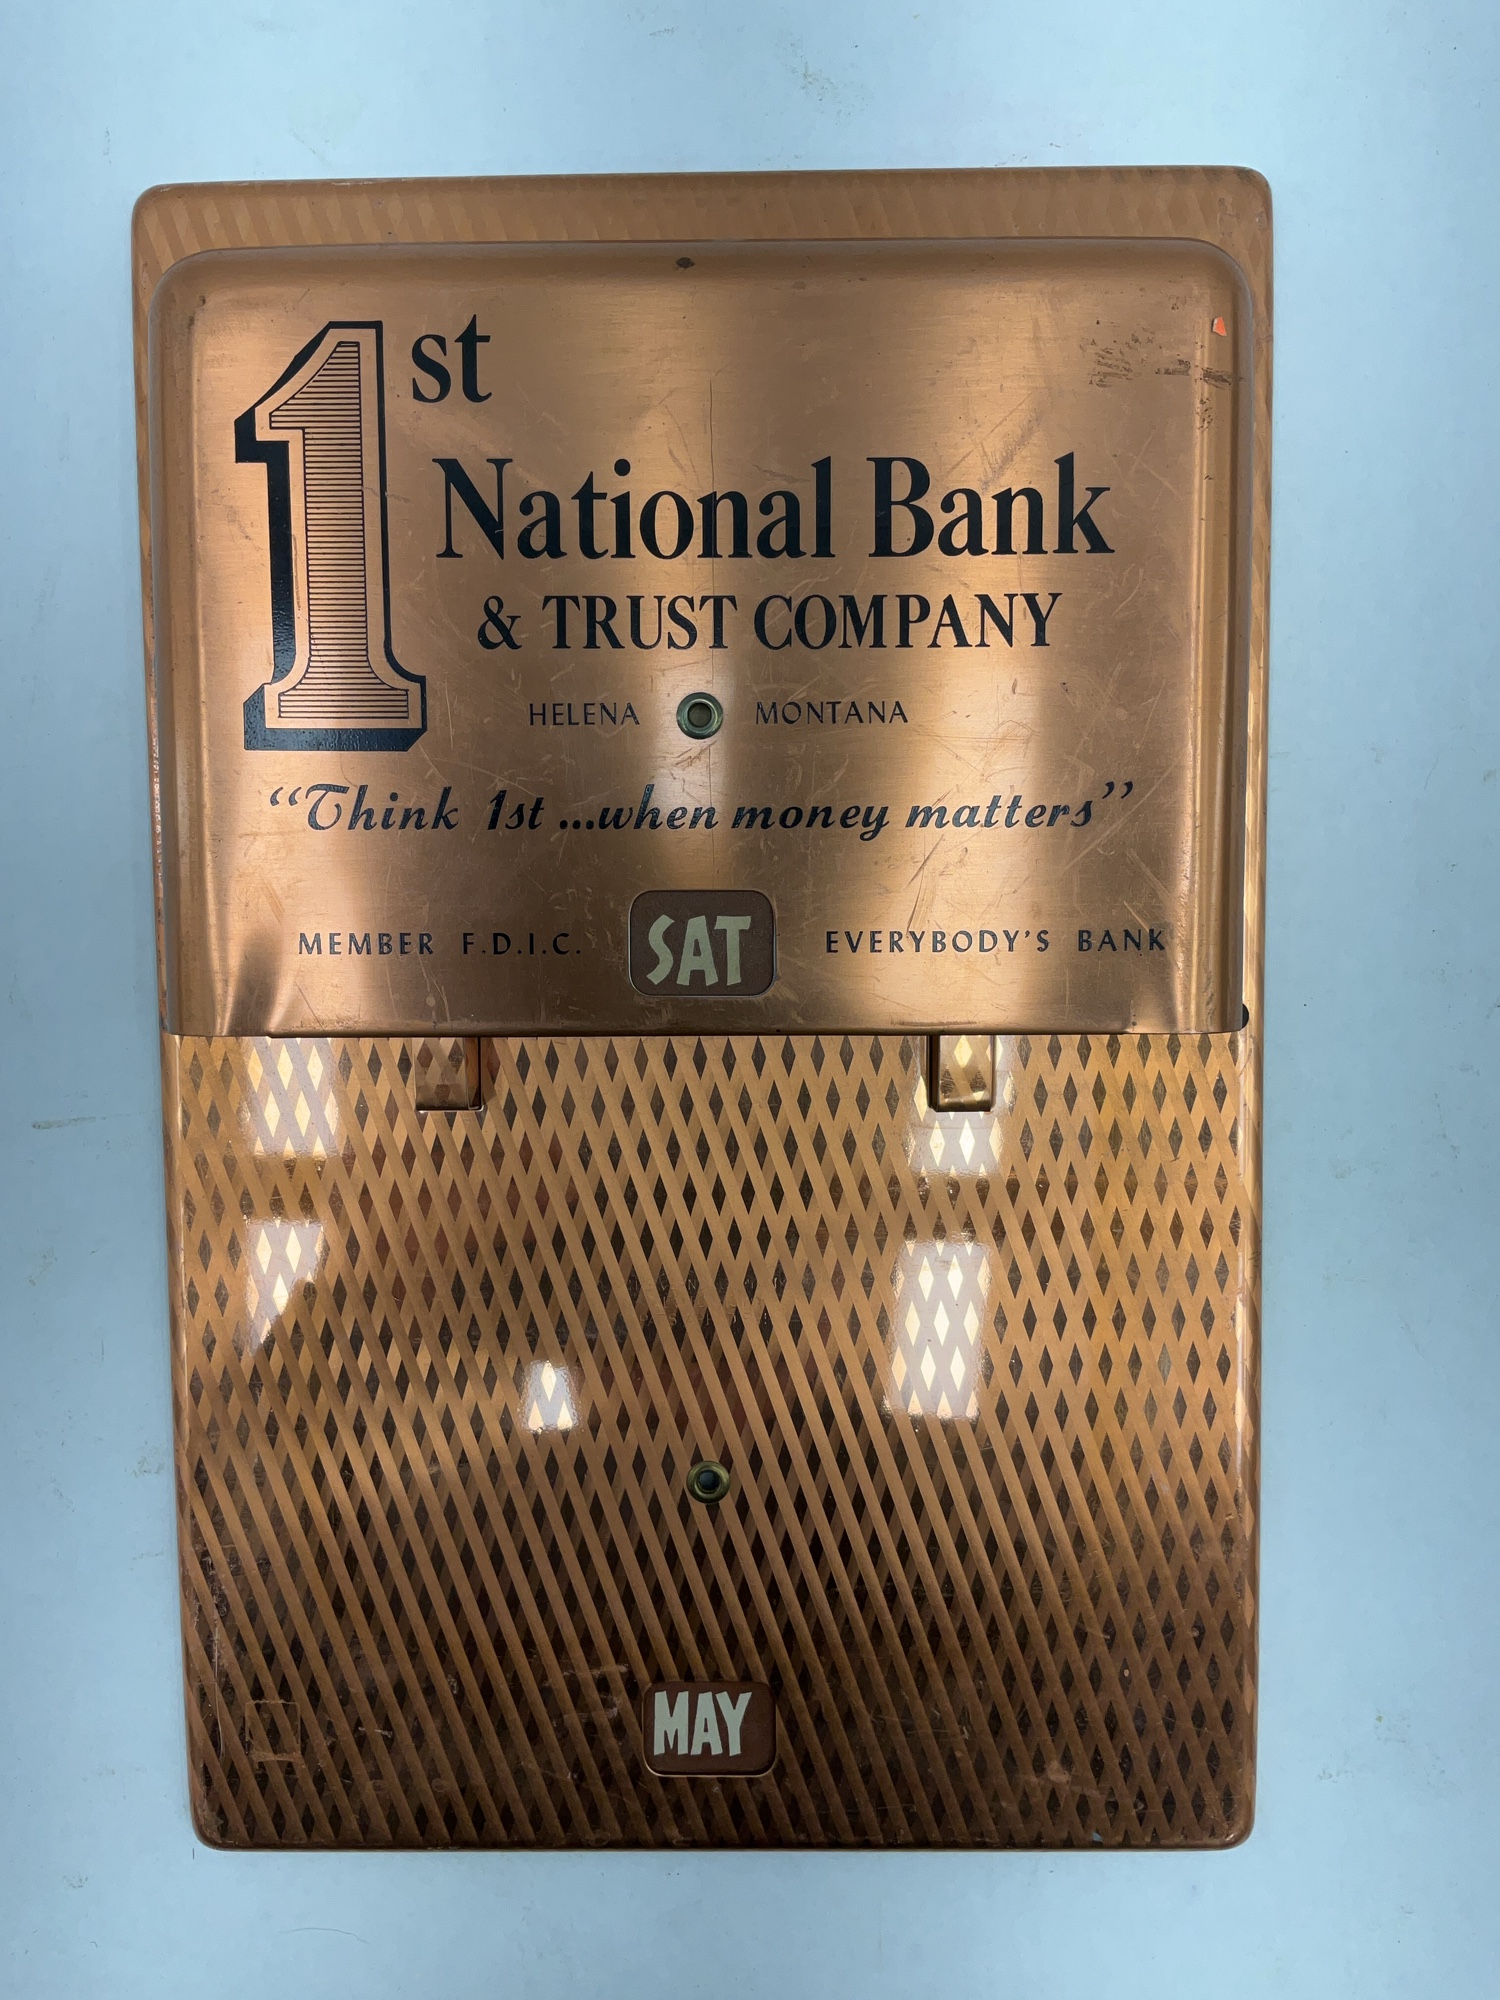 1st
National Bank
& TRUST COMPANY
HELENA MONTANA
“Think 1st ...when money matters”
MEMBER F.D.I.C. SAT EVERYBODY'S BANK
MAY